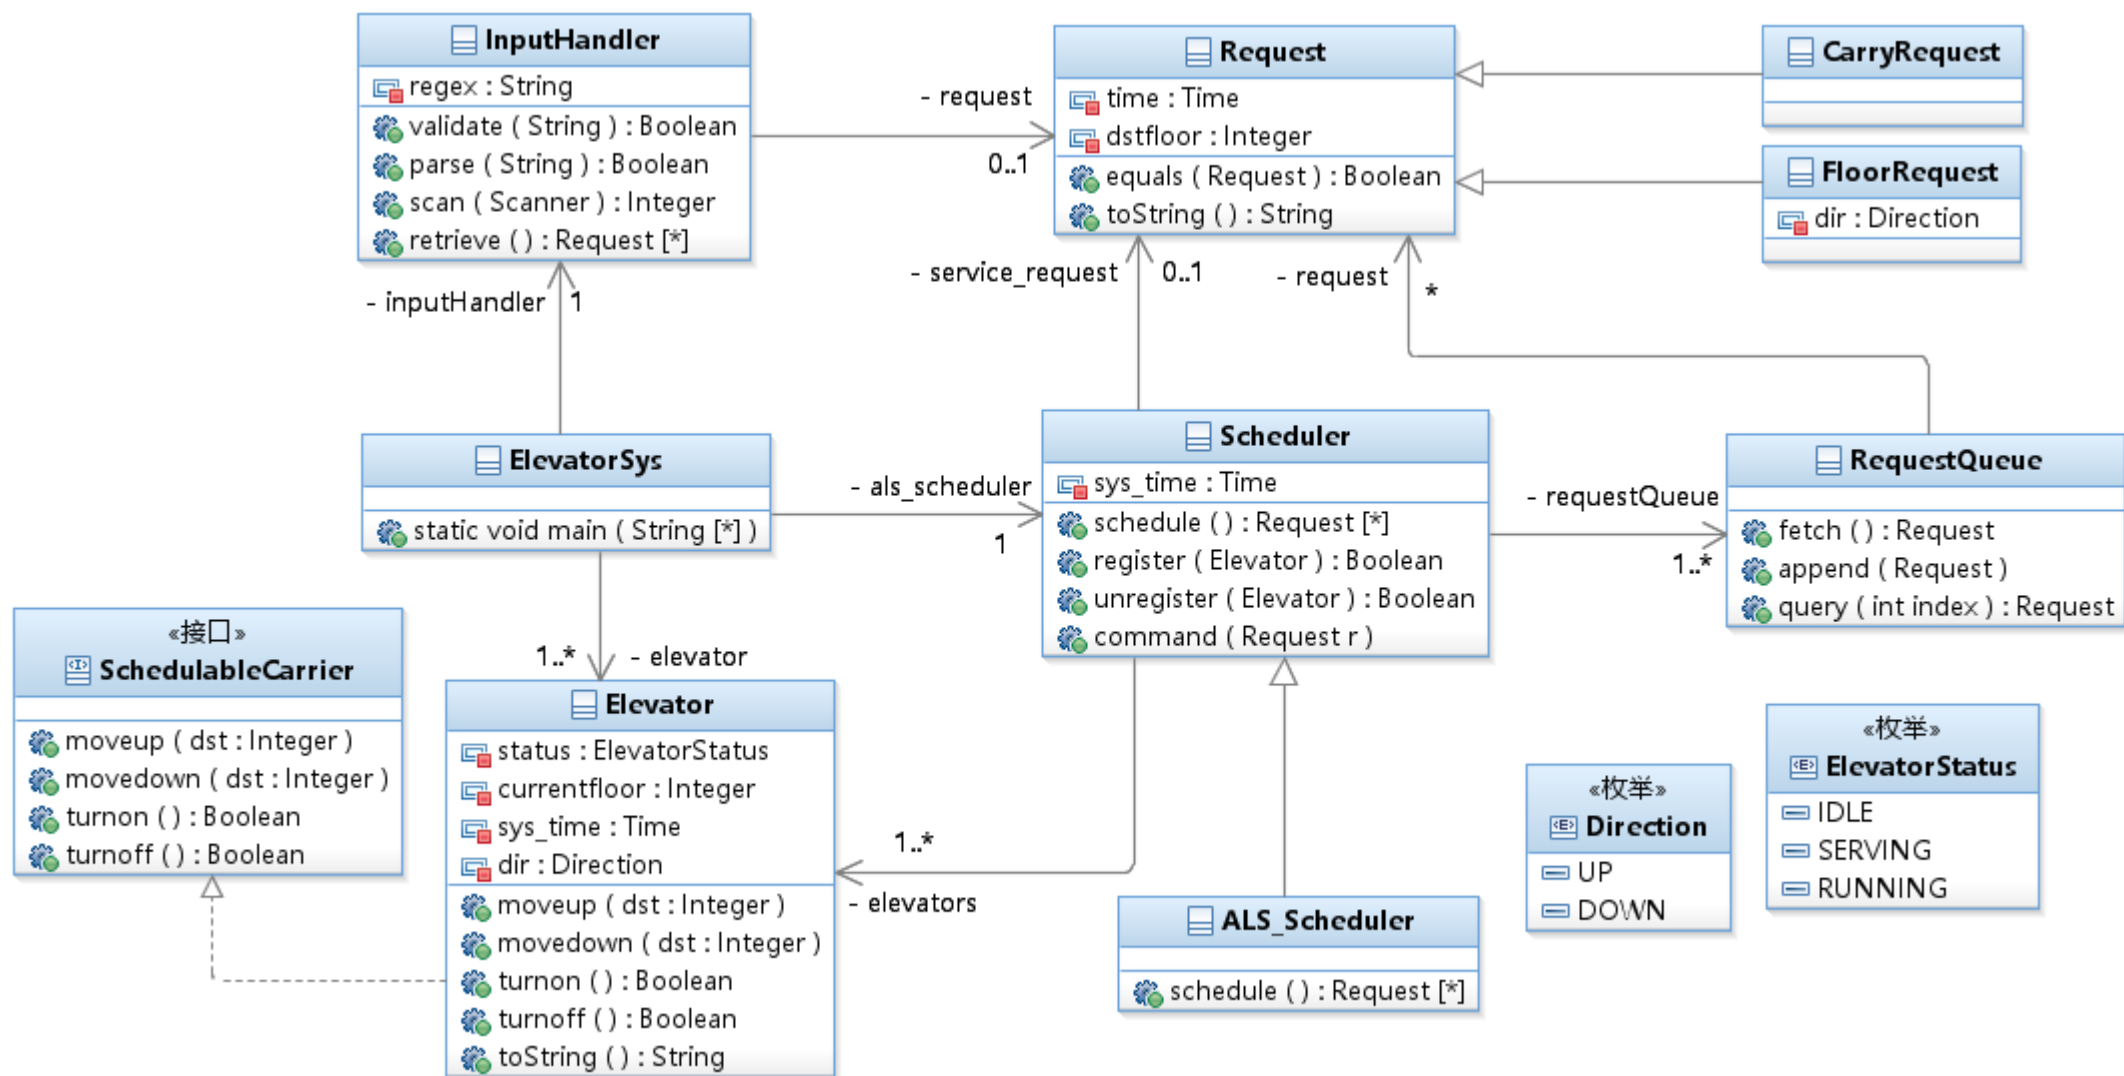 InputHandler
regex : String
validate ( String ) : Boolean
parse ( String ) : Boolean
scan ( Scanner ) : Integer
retrieve ( ) : Request [*]
- request
0..1
Request
time : Time
dstfloor : Integer
equals ( Request ) : Boolean
toString ( ) : String
CarryRequest
FloorRequest
dir : Direction
- inputHandler
1
- service_request
0..1
- request
*
ElevatorSys
static void main ( String [*] )
- als_scheduler
1
Scheduler
sys_time : Time
schedule ( ) : Request [*]
register ( Elevator ) : Boolean
unregister ( Elevator ) : Boolean
command ( Request r )
- requestQueue
1..*
RequestQueue
fetch ( ) : Request
append ( Request )
query ( int index ) : Request
«接口»
SchedulableCarrier
moveup ( dst : Integer )
movedown ( dst : Integer )
turnon ( ) : Boolean
turnoff ( ) : Boolean
1..*
- elevator
Elevator
status : ElevatorStatus
currentfloor : Integer
sys_time : Time
dir : Direction
moveup ( dst : Integer )
movedown ( dst : Integer )
turnon ( ) : Boolean
turnoff ( ) : Boolean
toString ( ) : String
1..*
- elevators
ALS_Scheduler
schedule ( ) : Request [*]
«枚举»
Direction
UP
DOWN
«枚举»
ElevatorStatus
IDLE
SERVING
RUNNING